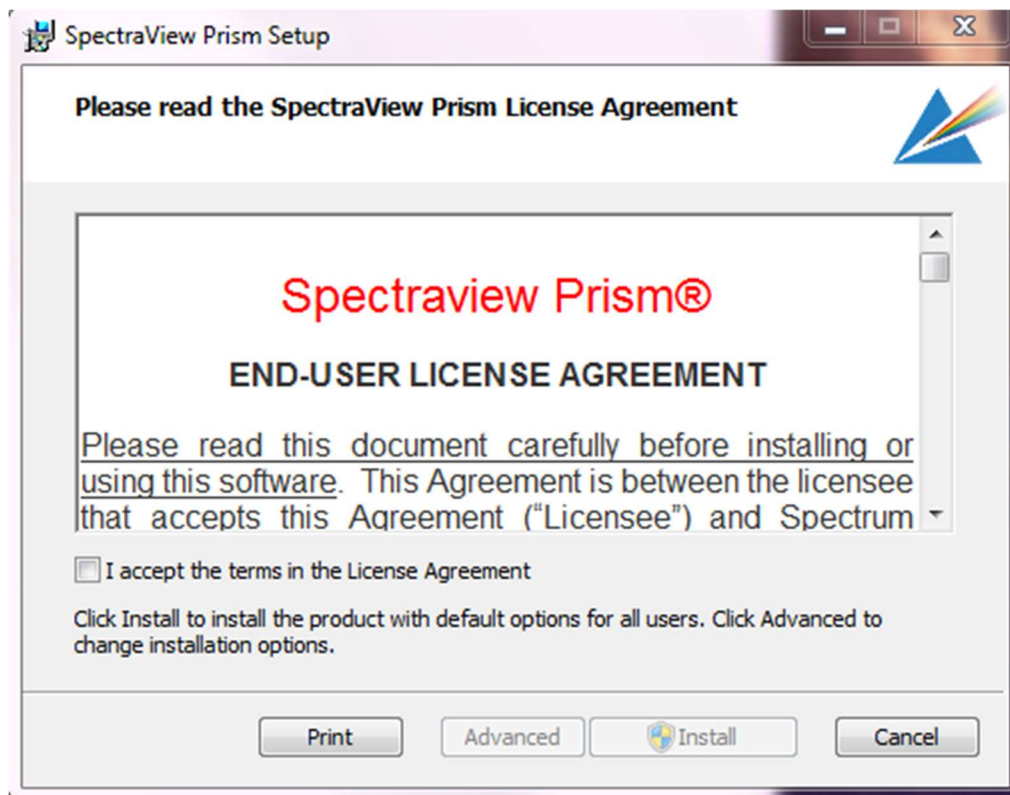 SpectraView Prism Setup
Please read the SpectraView Prism License Agreement
Spectraview Prism®
END-USER LICENSE AGREEMENT
Please read this document carefully before installing or
using this software. This Agreement is between the licensee
that accepts this Agreement (“Licensee”) and Spectrum
I accept the terms in the License Agreement
Click Install to install the product with default options for all users. Click Advanced to
change installation options.
Print Advanced Install Cancel